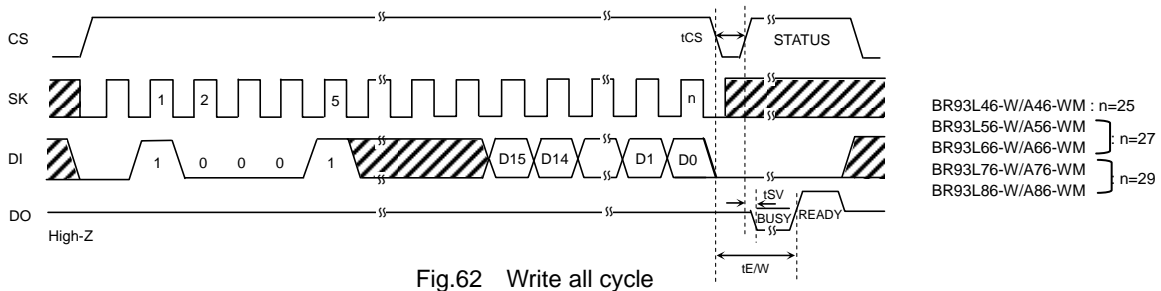 CS
tCS
STATUS
SK
1 2 5 n
DI
1 0 0 0 1 D15 D14 D1 D0
tSV
DO
BUSY READY
High-Z
tE/W
BR93L46-W/A46-WM : n=25
BR93L56-W/A56-WM
BR93L66-W/A66-WM
: n=27
BR93L76-W/A76-WM
BR93L86-W/A86-WM
: n=29
Fig.62 Write all cycle